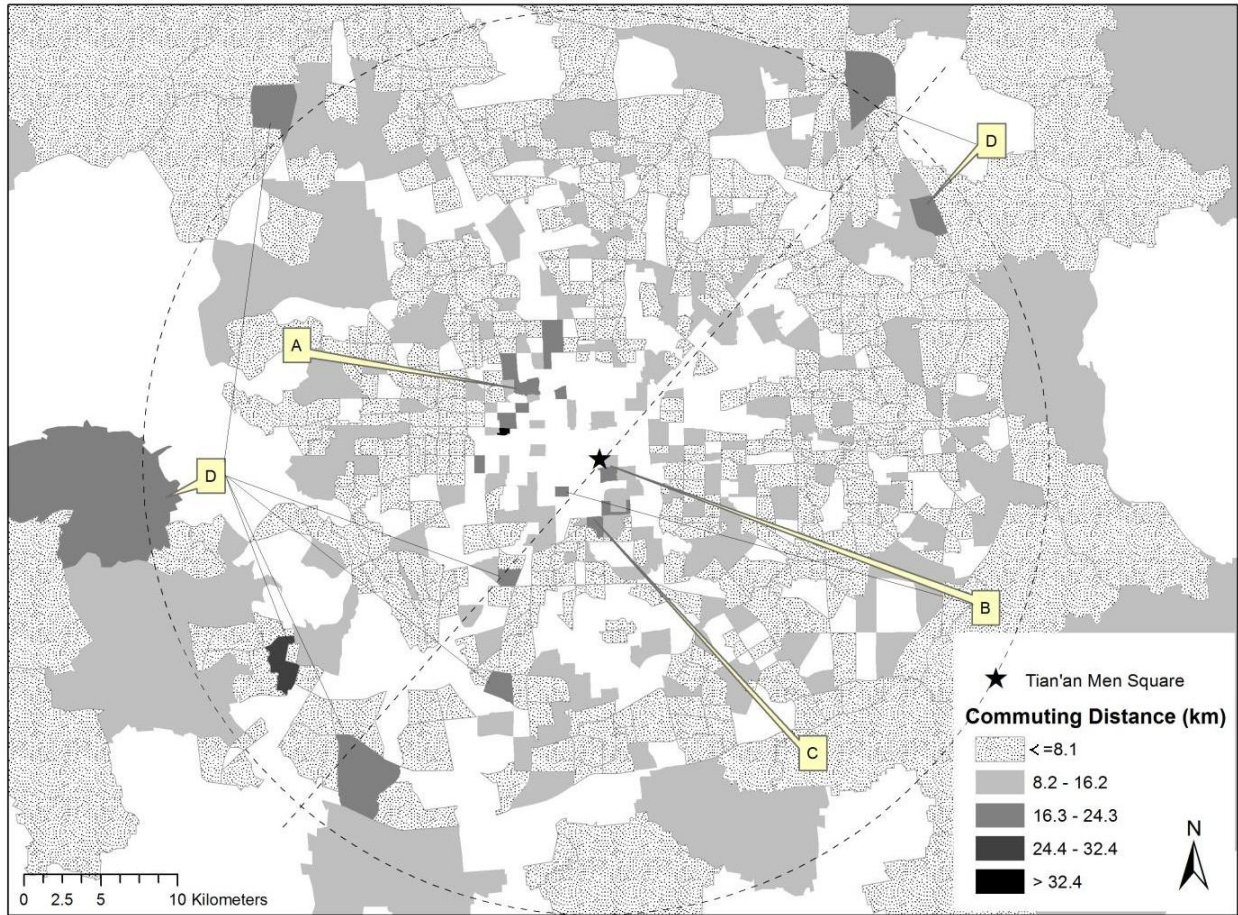 D
A
D
B
C
Tian'an Men Square
Commuting Distance (km)
<=8.1
8.2 - 16.2
16.3 - 24.3
24.4 - 32.4
> 32.4
N
0 2.5 5 10 Kilometers